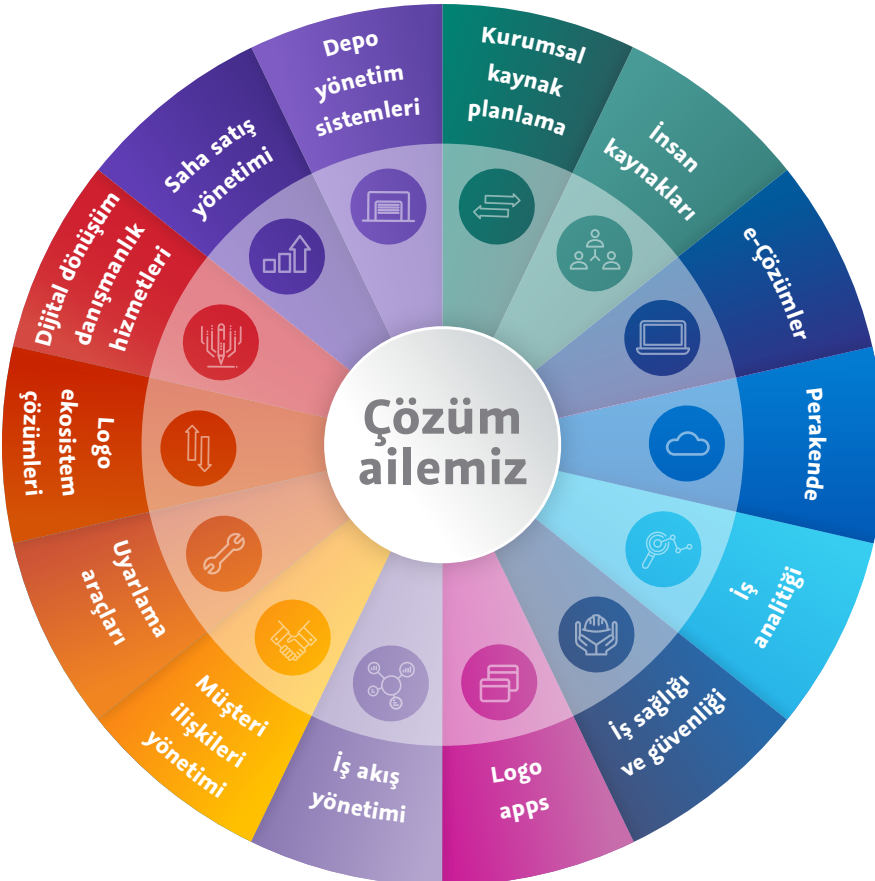 Çözüm
ailemiz
Kurumsal
kaynak
planlama
İnsan
kaynakları
e-Çözümler
Perakende
İş
analitiği
İş sağlığı
ve güvenliği
Logo
apps
İş akış
yönetimi
Müşteri
ilişkileri
yönetimi
Uyarlama
araçları
Logo
ekosistem
çözümleri
Dijital dönüşüm
danışmanlık
hizmetleri
Saha satış
yönetimi
Depo
yönetim
sistemleri